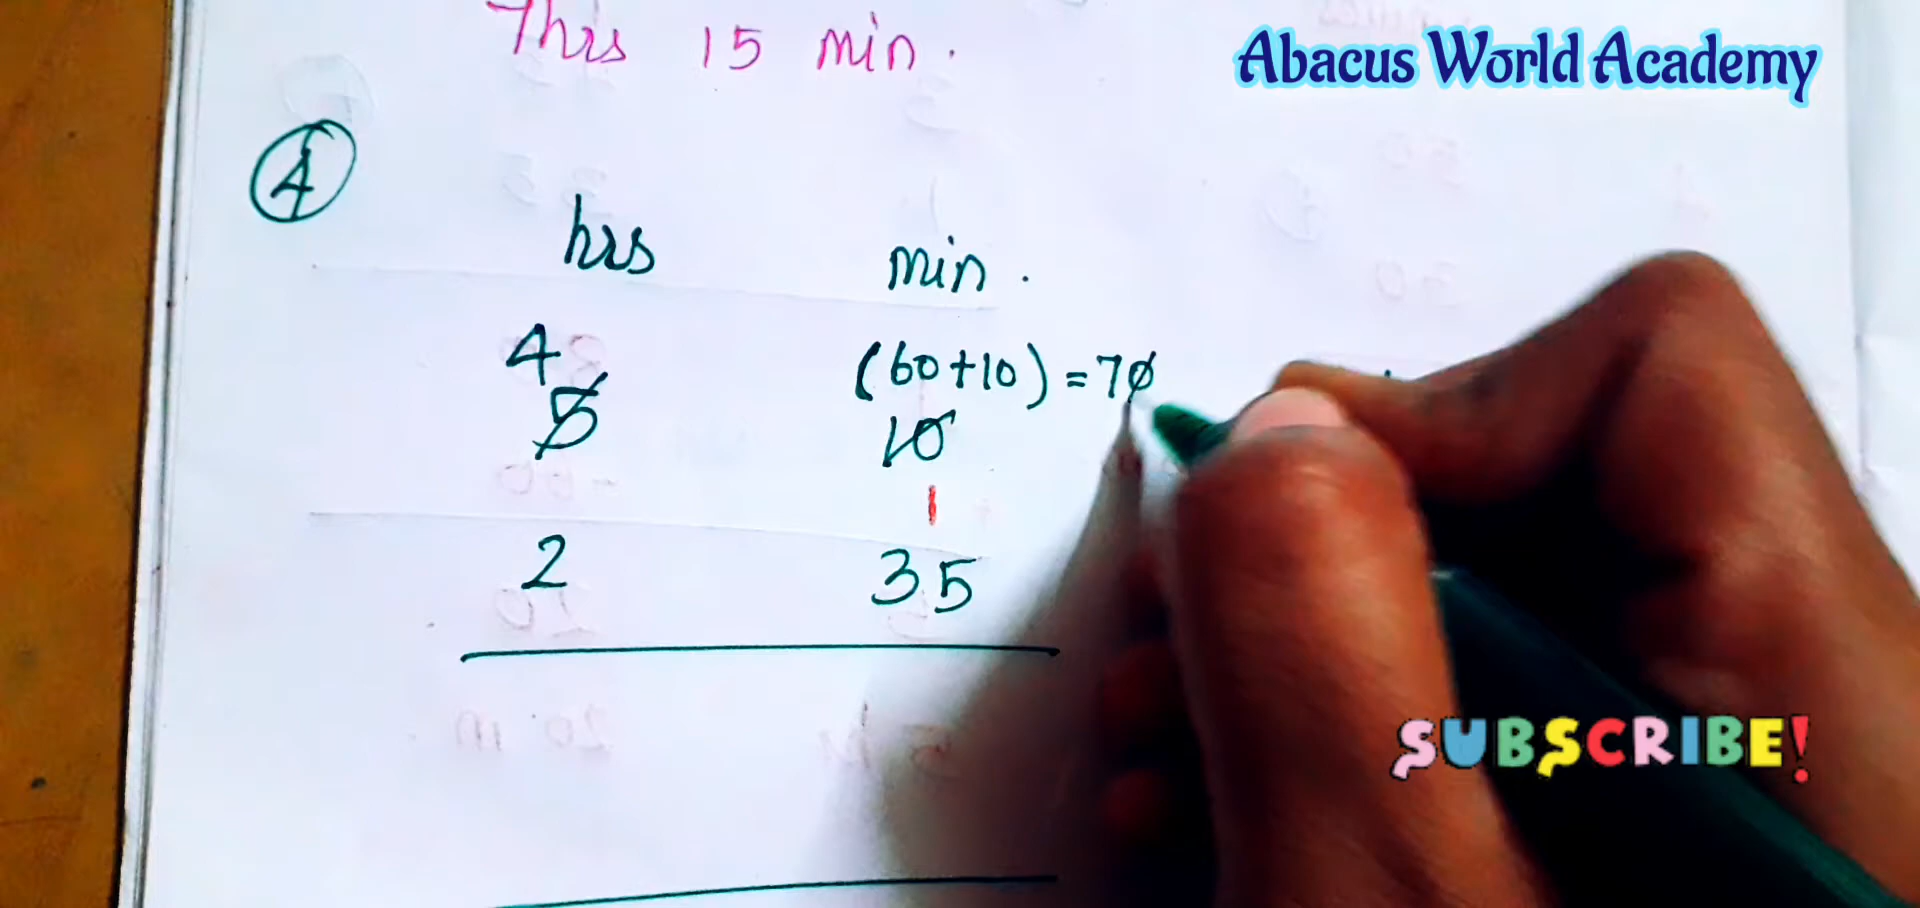 7hrs 15 min.
Abacus World Academy
4
hrs min.
4 (60+10) = 70
5 10
1
2 35
SUBSCRIBE!